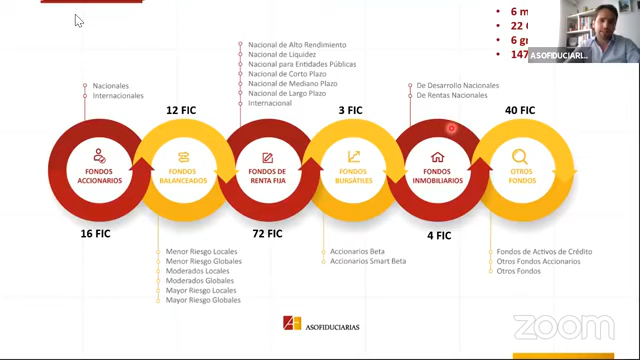 6 m
22
6 g
147
ASOFIDUCIARI...
Nacional de Alto Rendimiento
Nacional de Liquidez
Nacional para Entidades Públicas
Nacional de Corto Plazo
Nacional de Mediano Plazo
Nacional de Largo Plazo
Internacional
Nacionales
Internacionales
De Desarrollo Nacionales
De Rentas Nacionales
12 FIC
3 FIC
40 FIC
FONDOS
ACCIONARIOS
FONDOS
BALANCEADOS
FONDOS DE
RENTA FIJA
FONDOS
BURSÁTILES
FONDOS
INMOBILIARIOS
OTROS
FONDOS
16 FIC
72 FIC
4 FIC
Menor Riesgo Locales
Menor Riesgo Globales
Moderados Locales
Moderados Globales
Mayor Riesgo Locales
Mayor Riesgo Globales
Accionarios Beta
Accionarios Smart Beta
Fondos de Activos de Crédito
Otros Fondos Accionarios
Otros Fondos
ASOFIDUCIARIAS
zoom